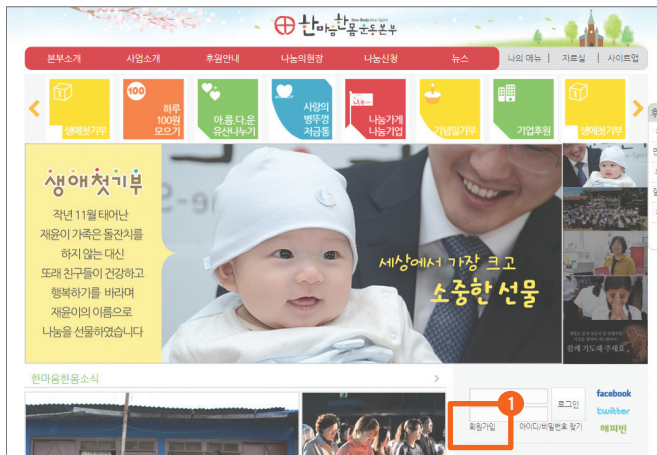 한마음한몸운동본부
One Body One Spirit
본부소개 사업소개 후원안내 나눔의현장 나눔신청 뉴스 나의 메뉴 | 자료실 | 사이트맵
생애첫기부
100
하루
100원
모으기
아.름.다.운
유산나누기
사랑의
병뚜껑
저금통
나눔가게
나눔기업
기념일기부
기업후원
생애첫기부
생애첫기부
작년 11월 태어난
재윤이 가족은 돌잔치를
하지 않는 대신
또래 친구들이 건강하고
행복하기를 바라며
재윤이의 이름으로
나눔을 선물하였습니다
세상에서 가장 크고
소중한 선물
함께 기도해 주세요
한마음한몸소식 >
1
로그인
회원가입 아이디/비밀번호 찾기
facebook
twitter
해피빈